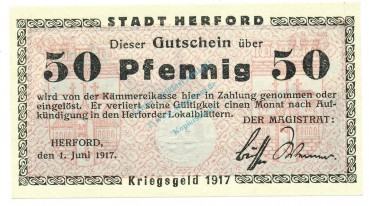 STADT HERFORD
Dieser Gutschein über
50 Pfennig 50
wird von der Kämmereikasse hier in Zahlung genommen oder
eingelöst. Er verliert seine Gültigkeit einen Monat nach Auf-
kündigung in den Herforder Lokalblättern.
HERFORD,
den 1. Juni 1917.
DER MAGISTRAT:
Kriegsgeld 1917